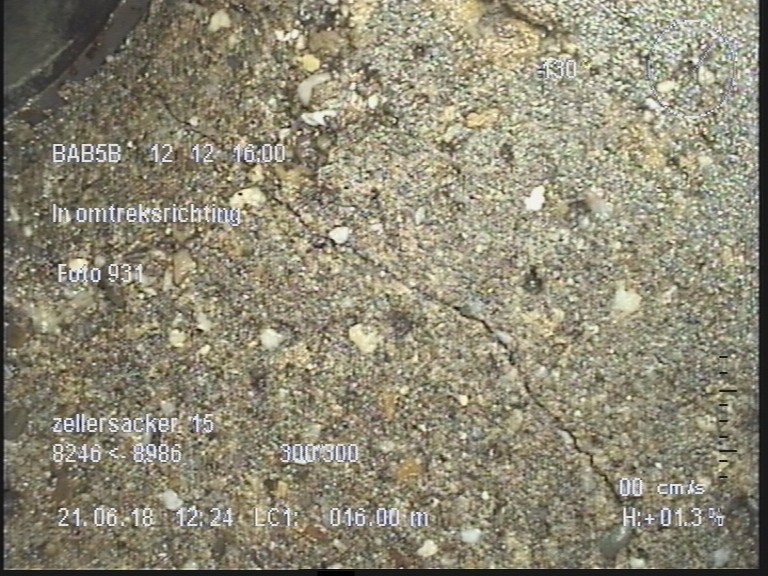 -130
BAB5B 12 12 16:00
In omtreksrichting
Foto 931
zellersacker 15
8246 <- 8986 300/300
00 cm/s
21.06.18 12:24 LC1: 016.00 m H:+01.3 %